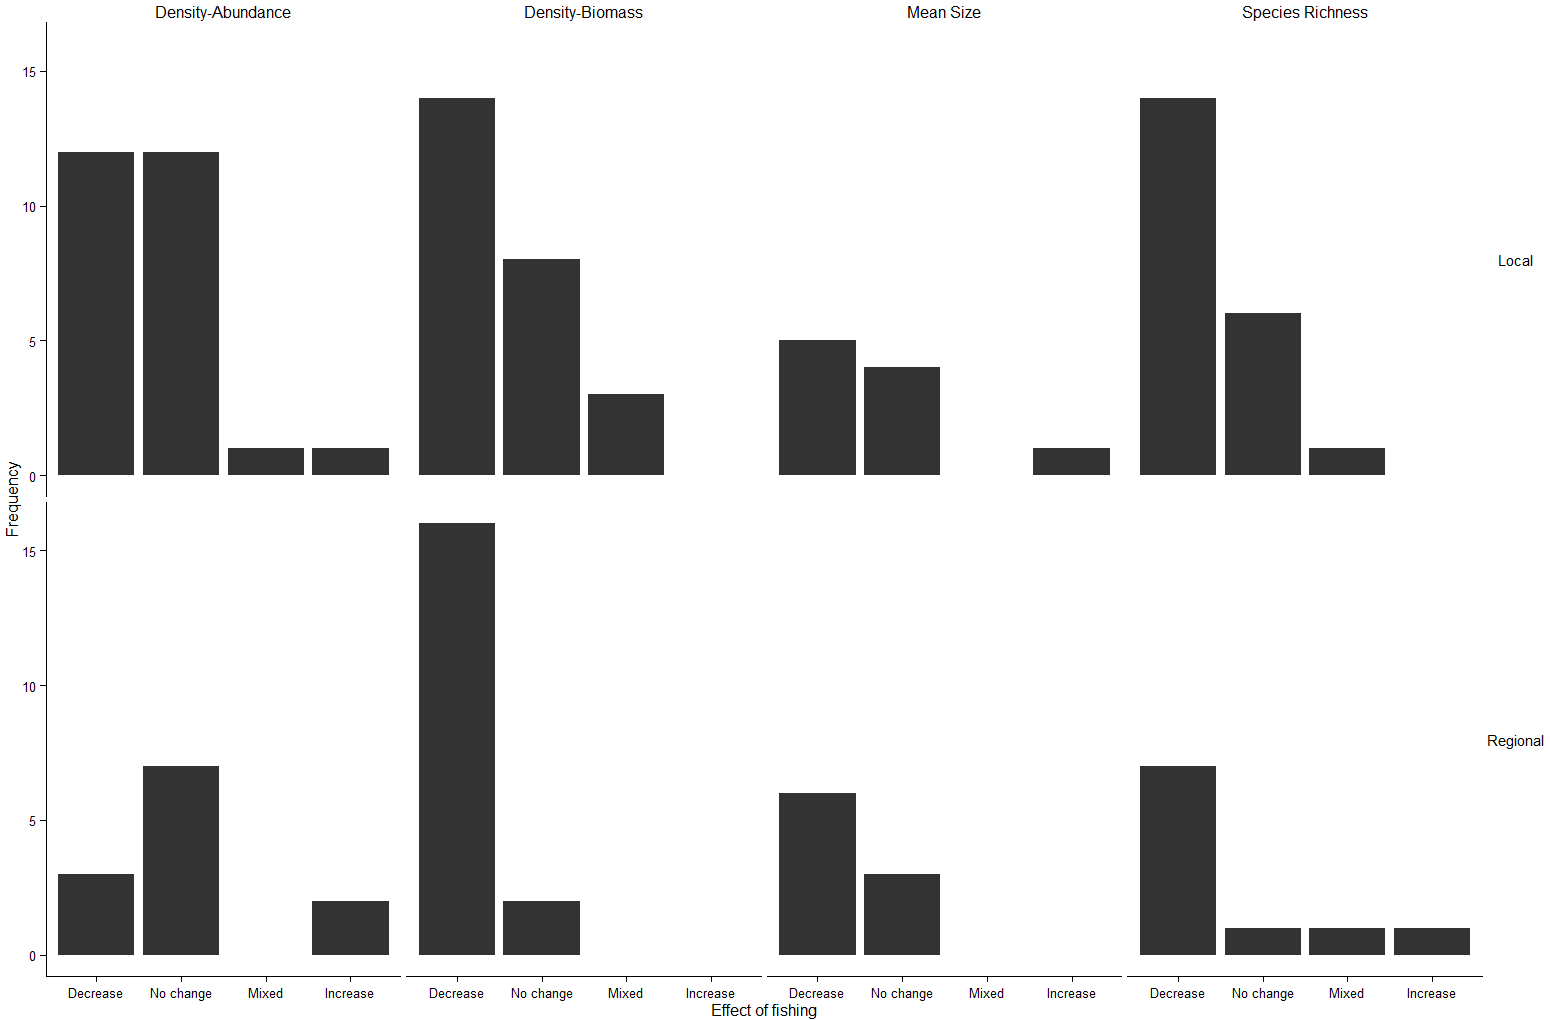 Density-Abundance Density-Biomass Mean Size Species Richness
15
10
5
0
Local
Frequency
15
10
5
0
Regional
Decrease No change Mixed Increase Decrease No change Mixed Increase Decrease No change Mixed Increase Decrease No change Mixed Increase
Effect of fishing